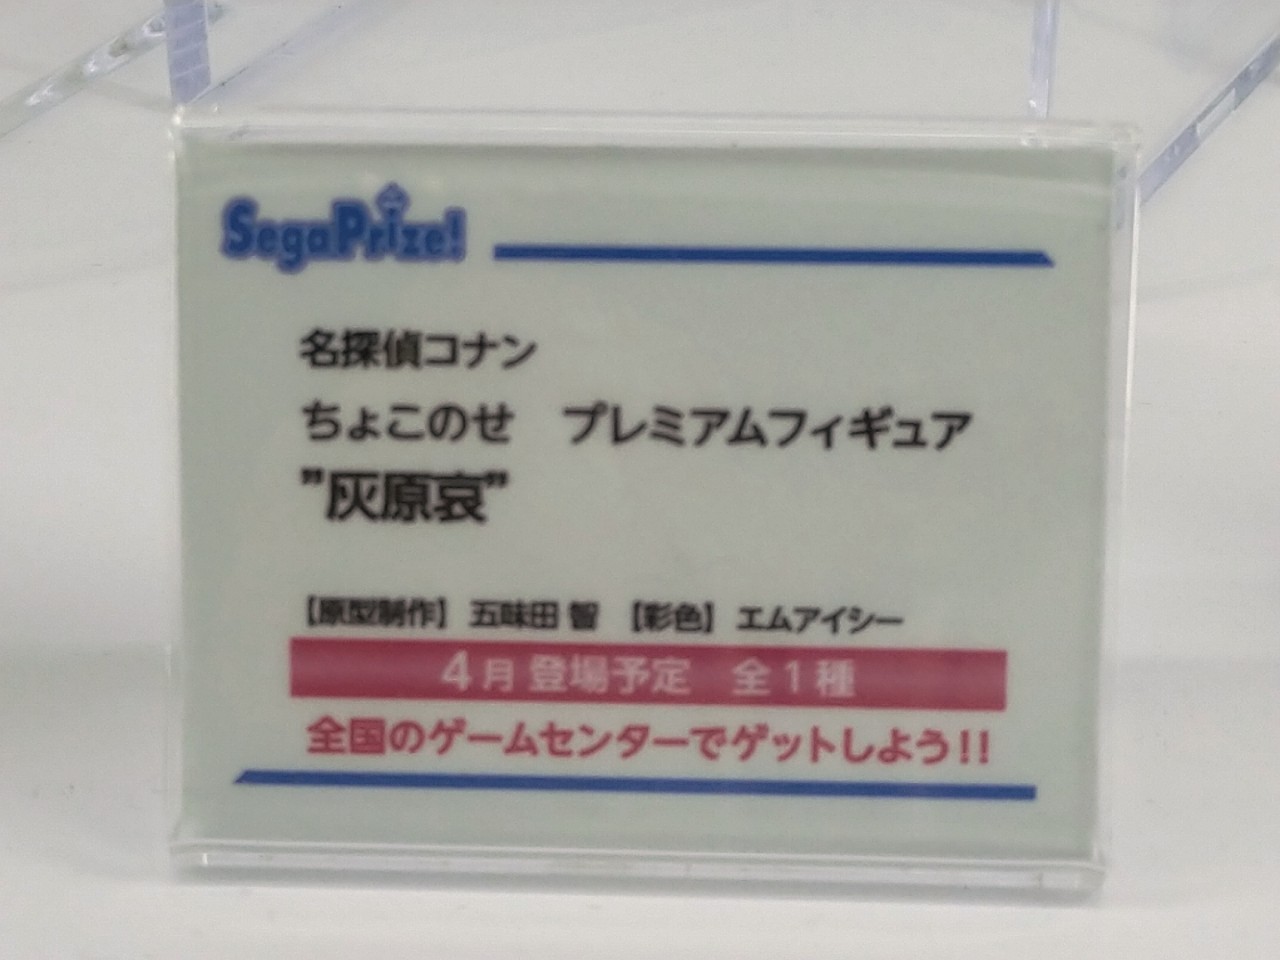 SegaPrize!
名探偵コナン
ちょこのせ　プレミアムフィギュア
"灰原哀"
【原型制作】 五味田 智 【彩色】 エムアイシー
4月 登場予定　全1種
全国のゲームセンターでゲットしよう!!